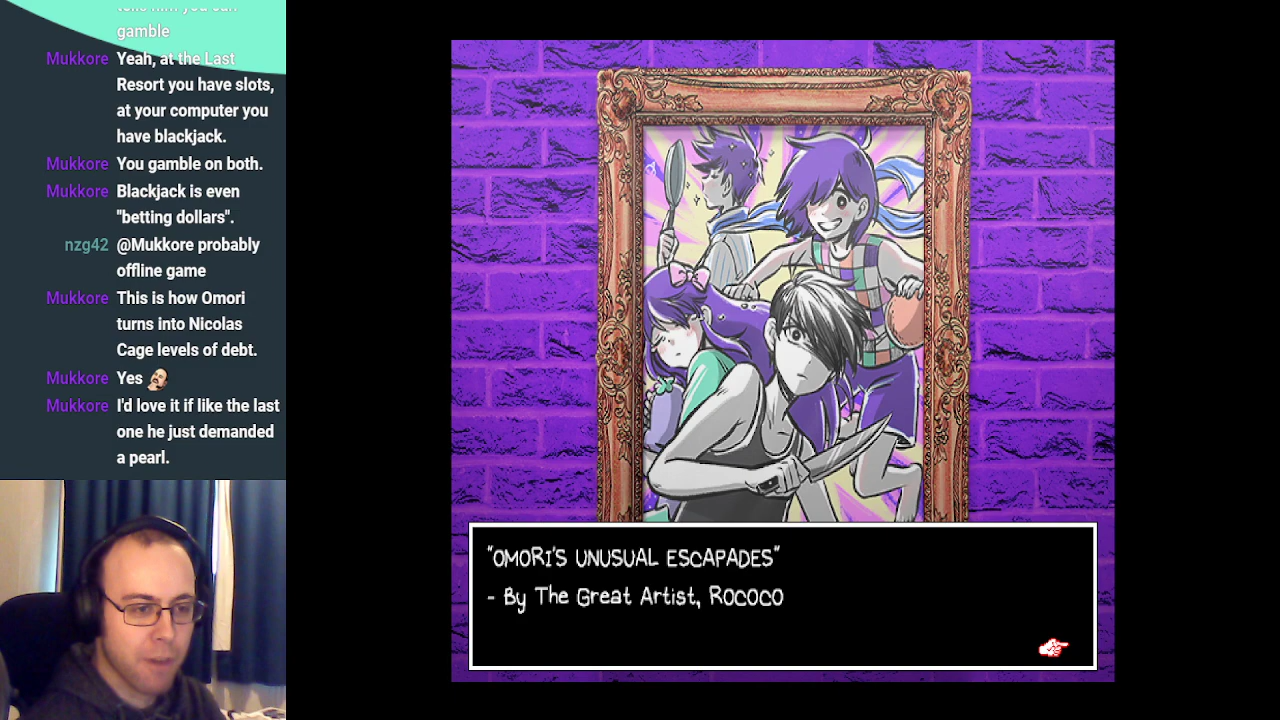 gamble
Mukkore Yeah, at the Last
Resort you have slots,
at your computer you
have blackjack.
Mukkore You gamble on both.
Mukkore Blackjack is even
"betting dollars".
nzg42 @Mukkore probably
offline game
Mukkore This is how Omori
turns into Nicolas
Cage levels of debt.
Mukkore Yes
Mukkore I'd love it if like the last
one he just demanded
a pearl.
"OMORI'S UNUSUAL ESCAPADES"
- By The Great Artist, ROCOCO